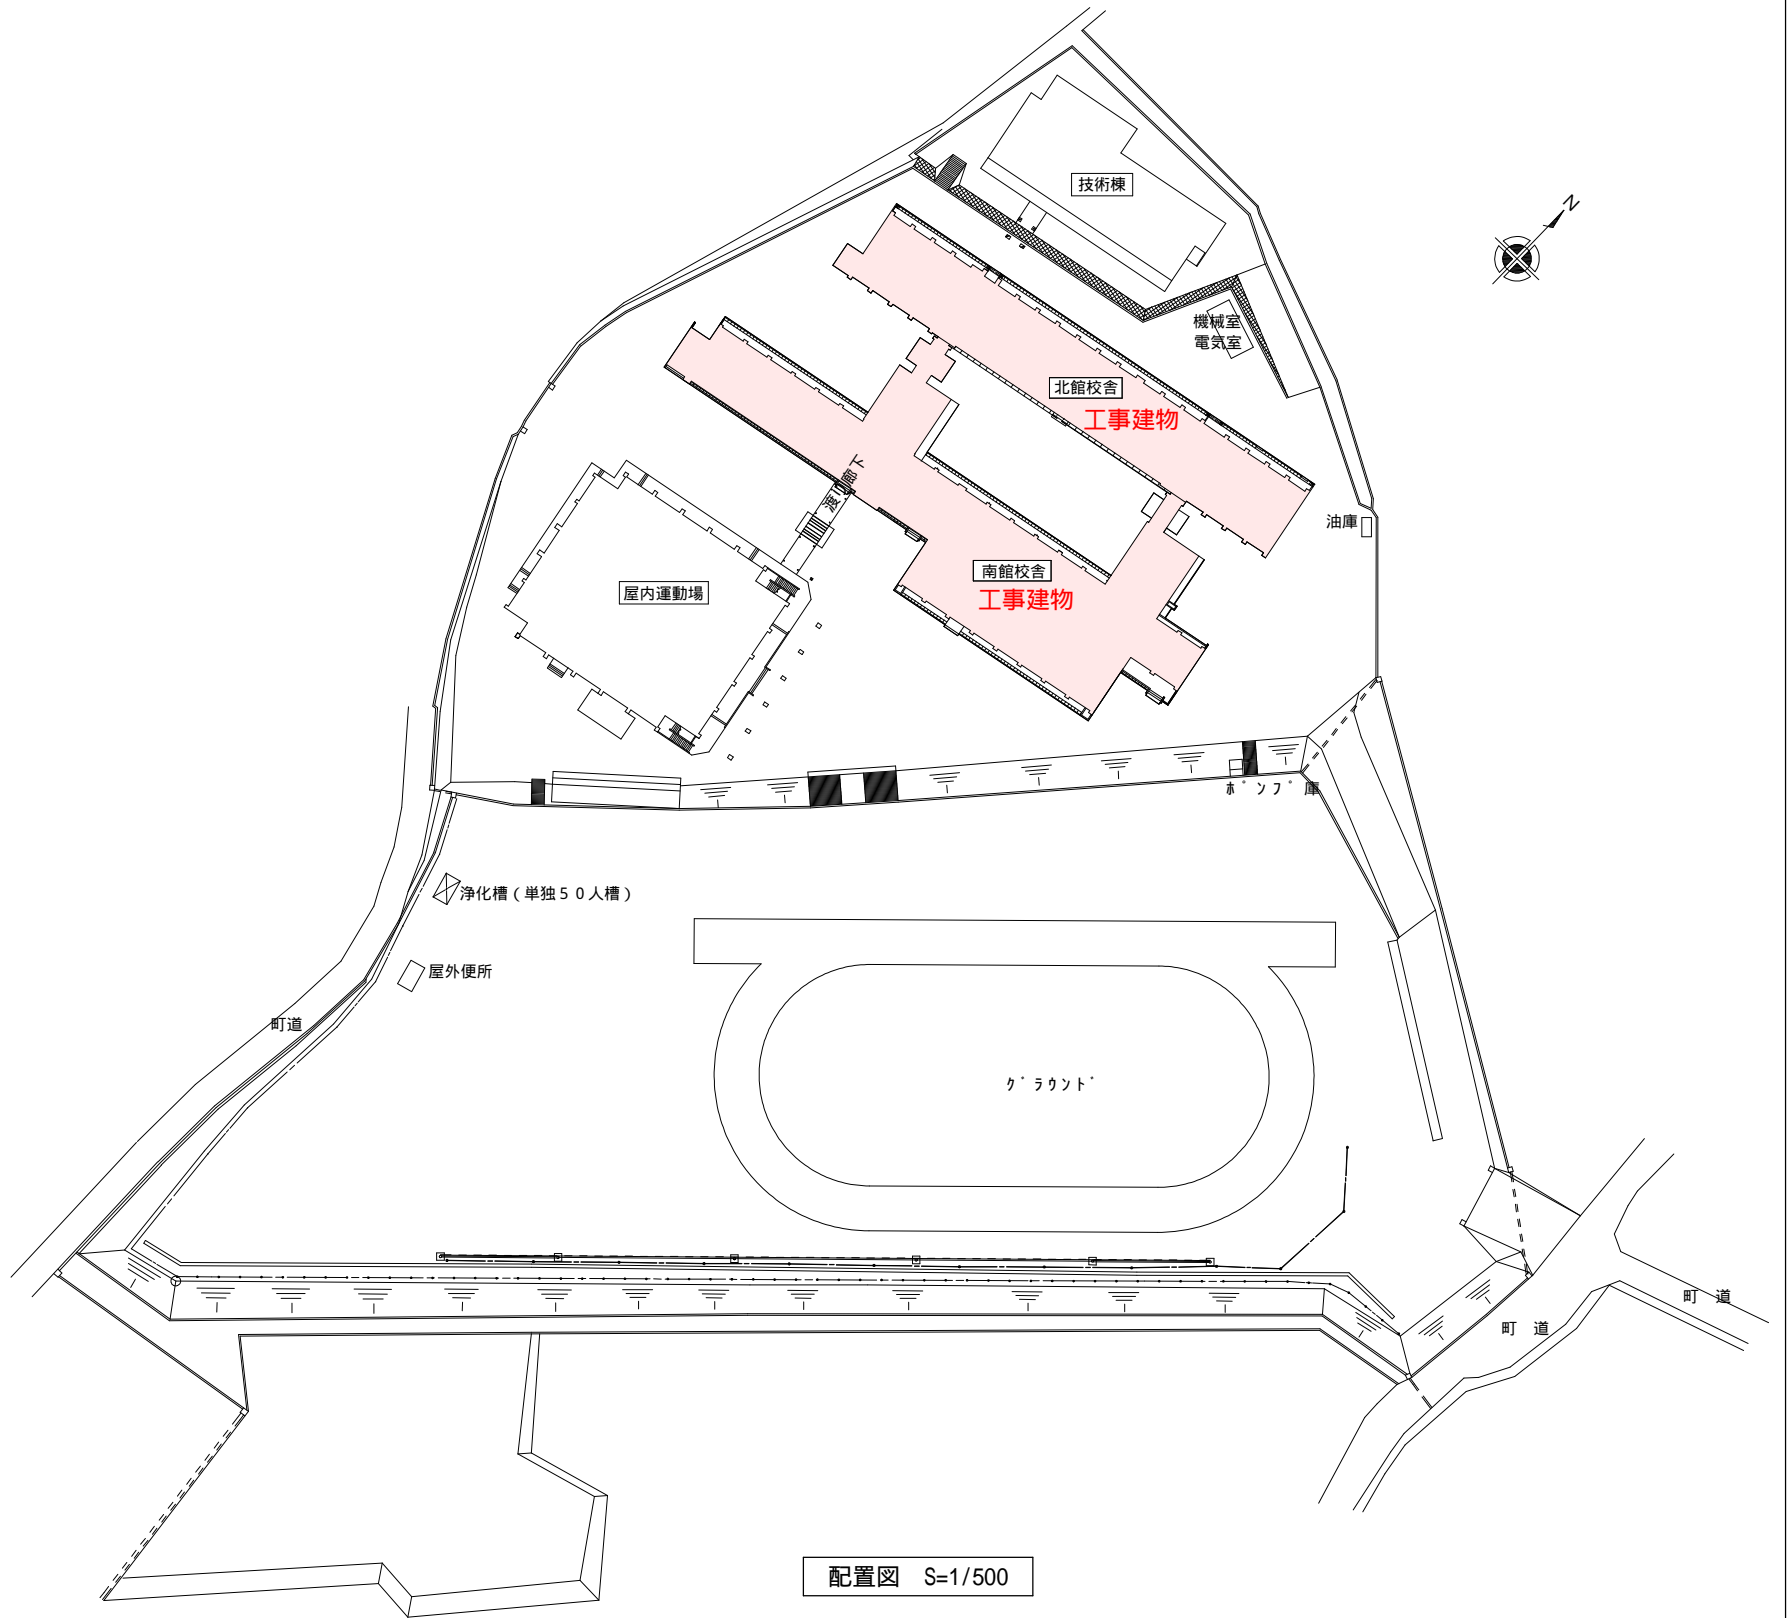 技術棟
N
機械室
電気室
北館校舎
工事建物
渡り廊下
油庫
南館校舎
工事建物
屋内運動場
ﾎﾟﾝﾌﾟ庫
浄化槽（単独５０人槽）
屋外便所
町道
ｸﾞﾗｳﾝﾄﾞ
町　道
町　道
配置図　S=1/500